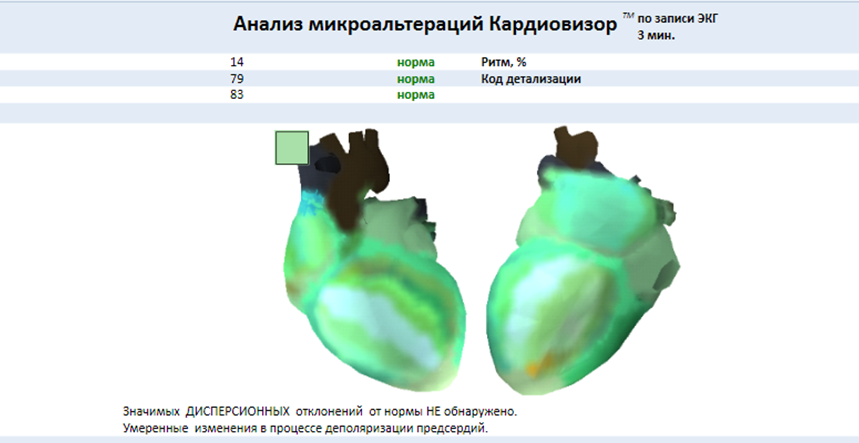 Анализ микроальтераций Кардиовизор ™ по записи ЭКГ
3 мин.
14 норма Ритм, %
79 норма Код детализации
83 норма
Значимых ДИСПЕРСИОННЫХ отклонений от нормы НЕ обнаружено.
Умеренные изменения в процессе деполяризации предсердий.